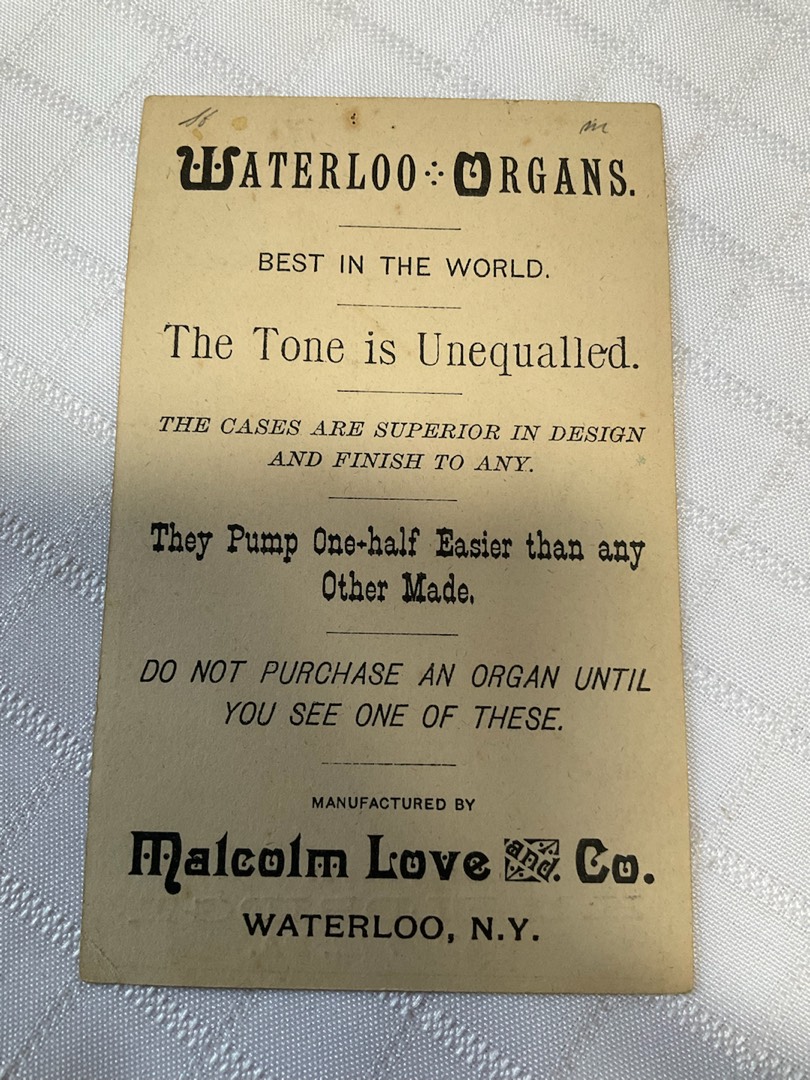 WATERLOO ORGANS.
BEST IN THE WORLD.
The Tone is Unequalled.
THE CASES ARE SUPERIOR IN DESIGN
AND FINISH TO ANY.
They Pump One-half Easier than any
Other Made.
DO NOT PURCHASE AN ORGAN UNTIL
YOU SEE ONE OF THESE.
MANUFACTURED BY
Malcolm Love and Co.
WATERLOO, N.Y.